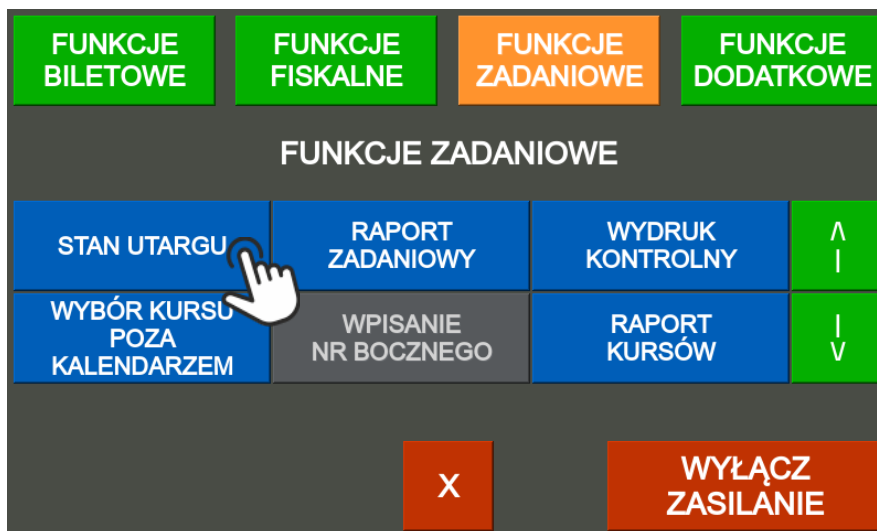 FUNKCJE
BILETOWE
FUNKCJE
FISKALNE
FUNKCJE
ZADANIOWE
FUNKCJE
DODATKOWE
FUNKCJE ZADANIOWE
STAN UTARGU
RAPORT
ZADANIOWY
WYDRUK
KONTROLNY
WYBÓR KURSU
POZA
KALENDARZEM
WPISANIE
NR BOCZNEGO
RAPORT
KURSÓW
X
WYŁĄCZ
ZASILANIE